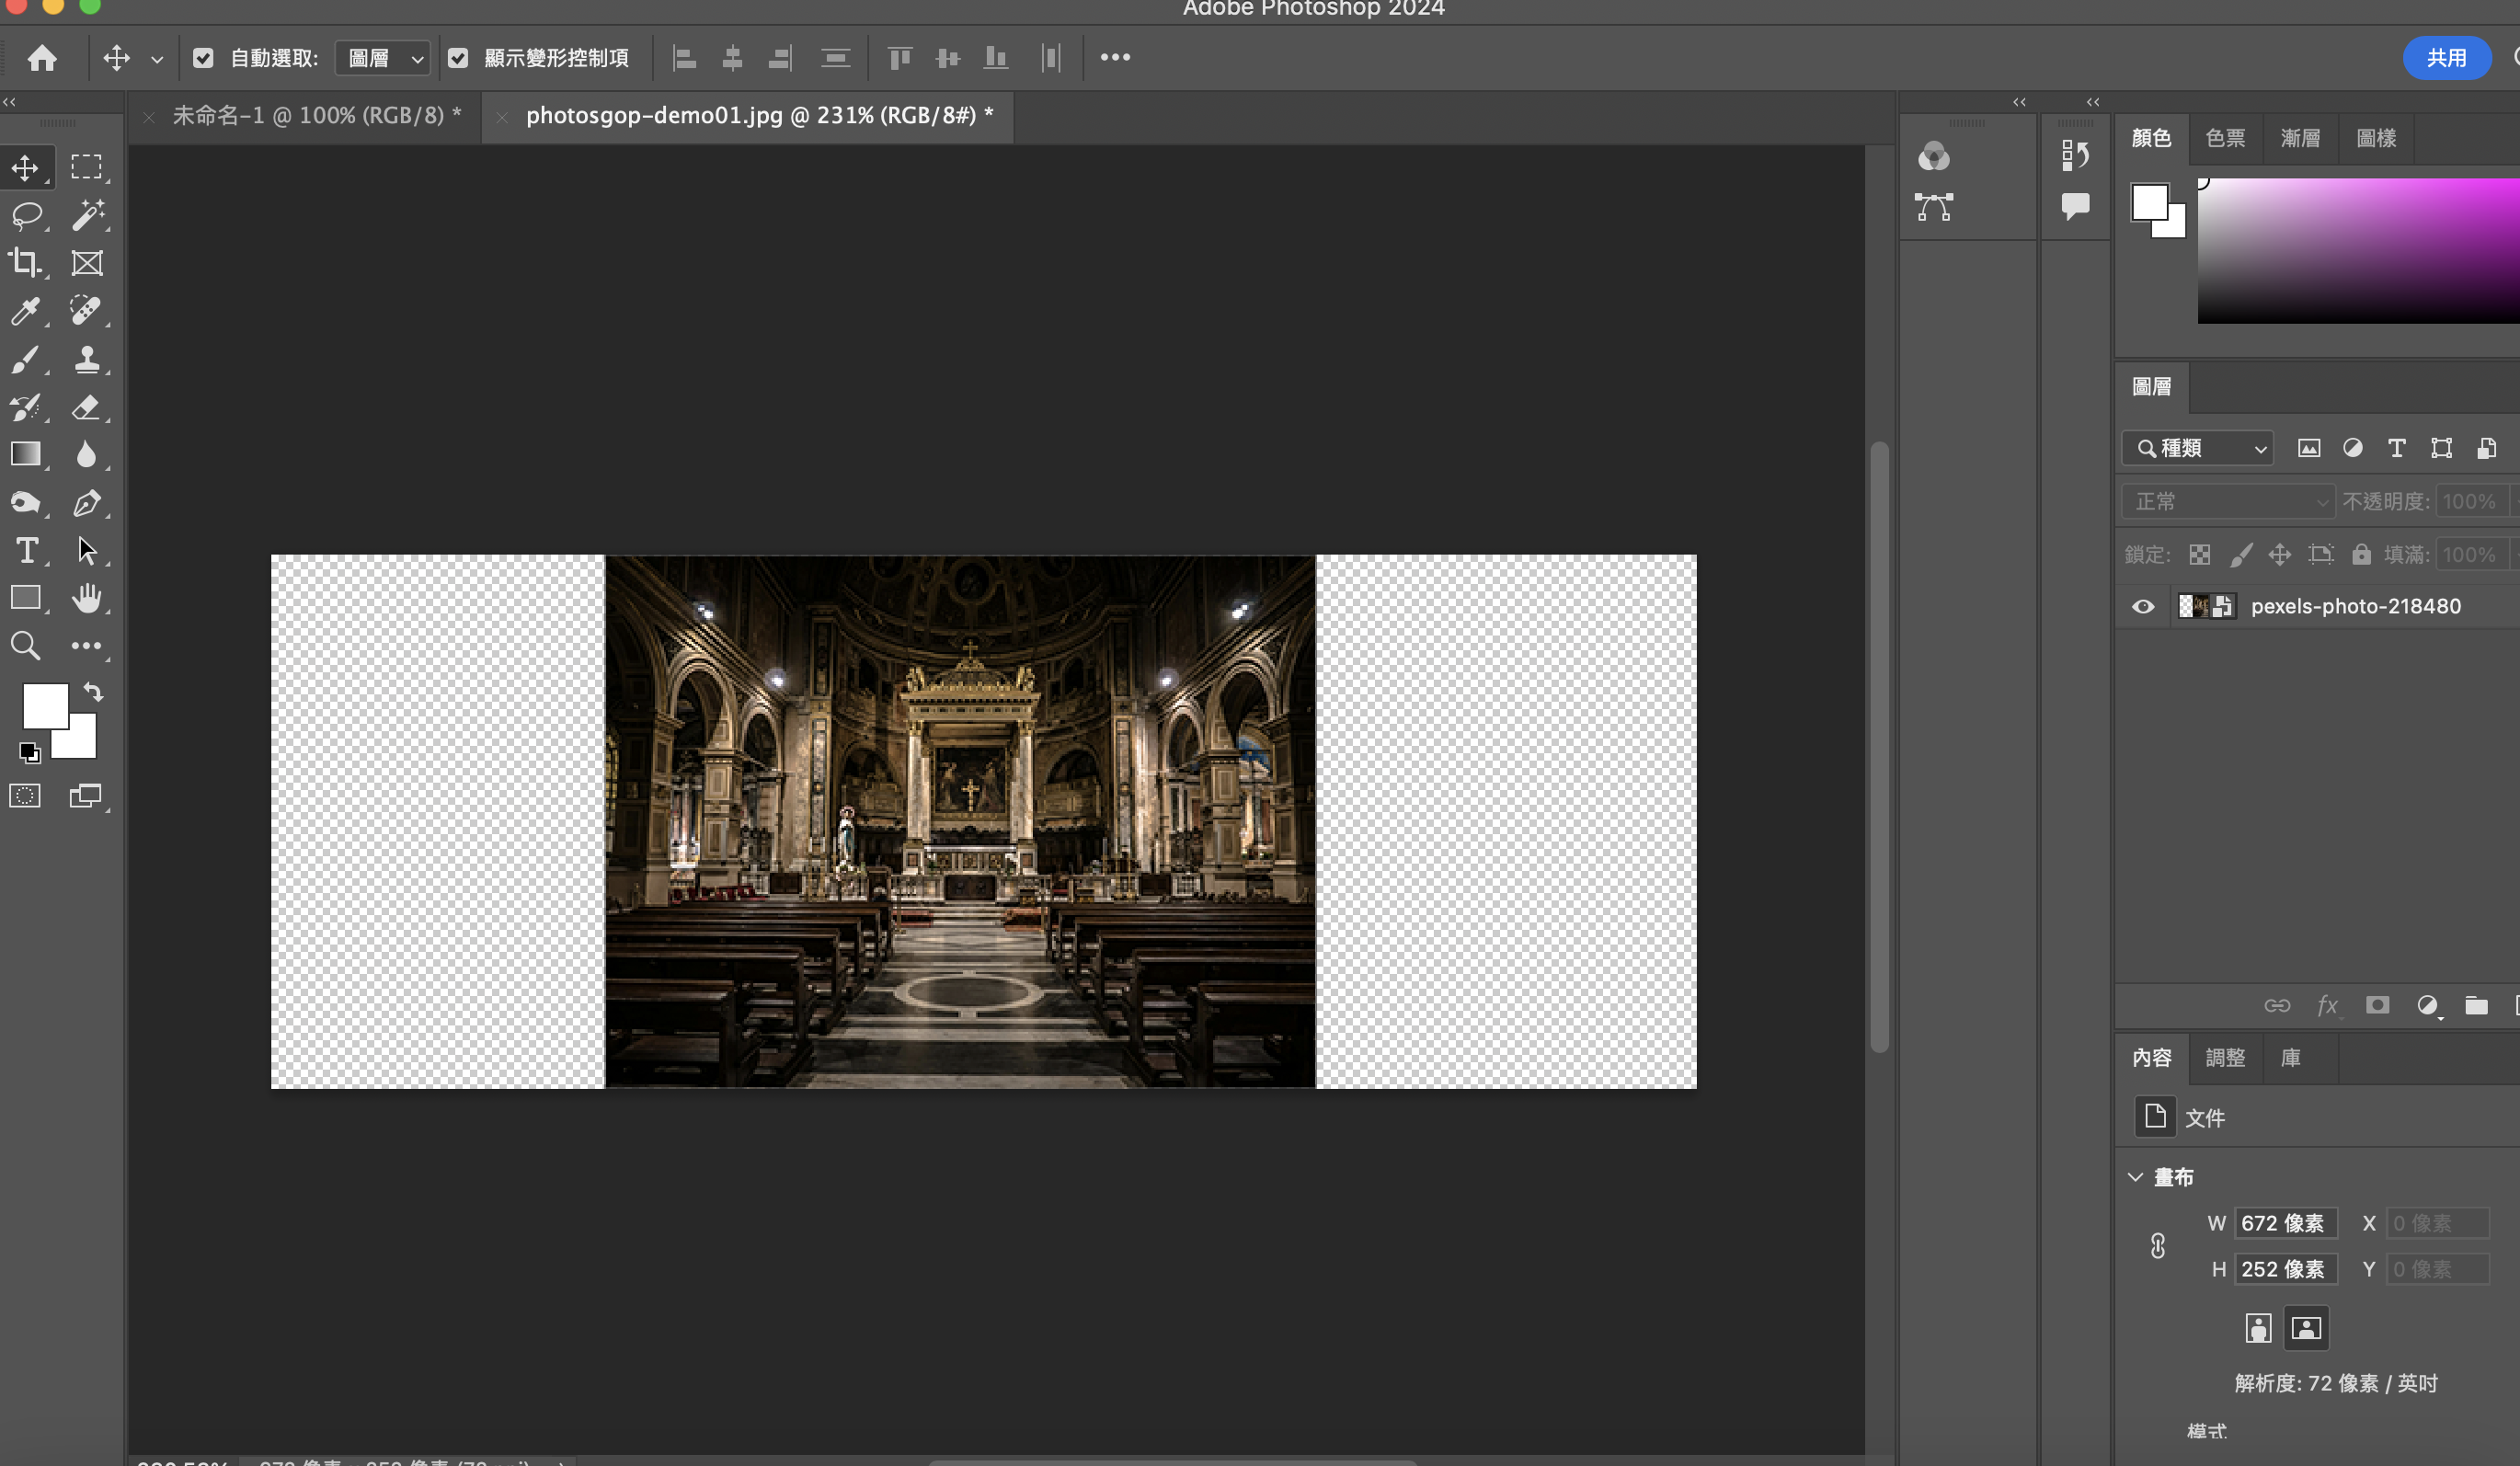 Adobe Photoshop 2024
自動選取: 圖層 顯示變形控制項 共用
未命名-1 @ 100% (RGB/8) * photosgop-demo01.jpg @ 231% (RGB/8#) *
顏色 色票 漸層 圖樣
圖層
種類
正常 不透明度: 100%
鎖定: 填滿: 100%
pexels-photo-218480
fx
內容 調整 庫
文件
畫布
W 672 像素 X 0 像素
H 252 像素 Y 0 像素
解析度: 72 像素 / 英吋
模式